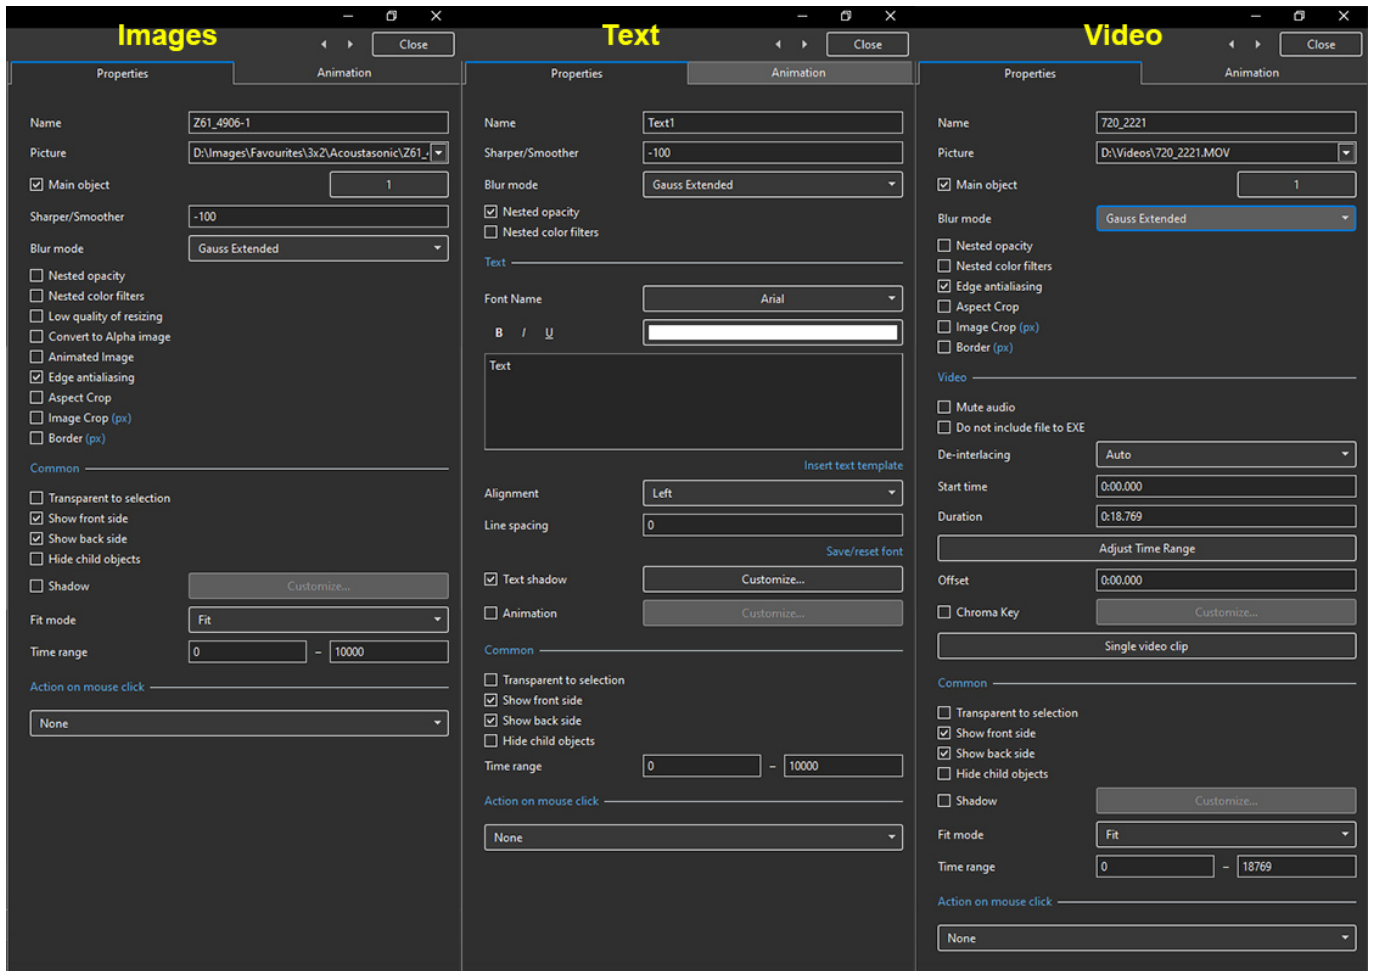 Images
Close
Properties Animation
Name Z61_4906-1
Picture D:\Images\Favourites\3x2\Acoustasonic\Z61_
Main object 1
Sharper/Smoother -100
Blur mode Gauss Extended
Nested opacity
Nested color filters
Low quality of resizing
Convert to Alpha image
Animated Image
Edge antialiasing
Aspect Crop
Image Crop (px)
Border (px)
Common
Transparent to selection
Show front side
Show back side
Hide child objects
Shadow Customize...
Fit mode Fit
Time range 0 – 10000
Action on mouse click
None
Text
Close
Properties Animation
Name Text1
Sharper/Smoother -100
Blur mode Gauss Extended
Nested opacity
Nested color filters
Text
Font Name Arial
B I U
Text
Insert text template
Alignment Left
Line spacing 0
Save/reset font
Text shadow Customize...
Animation Customize...
Common
Transparent to selection
Show front side
Show back side
Hide child objects
Time range 0 – 10000
Action on mouse click
None
Video
Close
Properties Animation
Name 720_2221
Picture D:\Videos\720_2221.MOV
Main object 1
Blur mode Gauss Extended
Nested opacity
Nested color filters
Edge antialiasing
Aspect Crop
Image Crop (px)
Border (px)
Video
Mute audio
Do not include file to EXE
De-interlacing Auto
Start time 0:00.000
Duration 0:18.769
Adjust Time Range
Offset 0:00.000
Chroma Key Customize...
Single video clip
Common
Transparent to selection
Show front side
Show back side
Hide child objects
Shadow Customize...
Fit mode Fit
Time range 0 – 18769
Action on mouse click
None